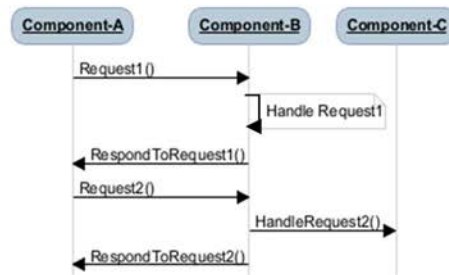 Component-A
Component-B
Component-C
Request1()
Handle Request1
RespondToRequest1()
Request2()
HandleRequest2()
RespondToRequest2()